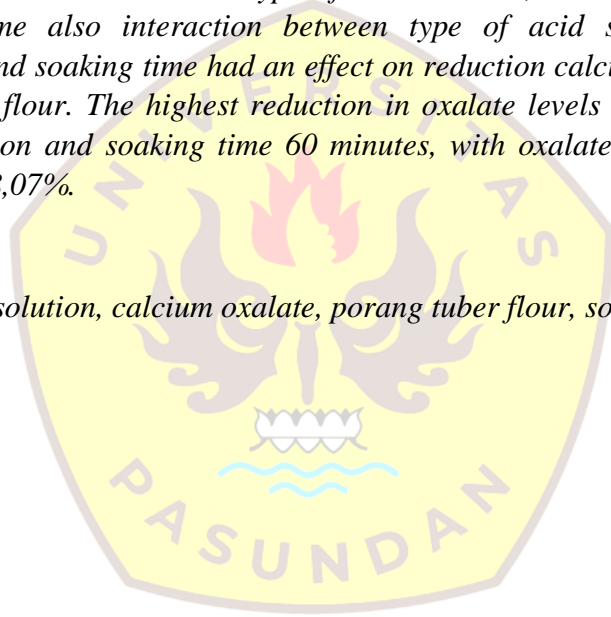 me also interaction between type of acid s
nd soaking time had an effect on reduction calci
flour. The highest reduction in oxalate levels
on and soaking time 60 minutes, with oxalate
,07%.
solution, calcium oxalate, porang tuber flour, so
UNIVERSITAS
PASUNDAN